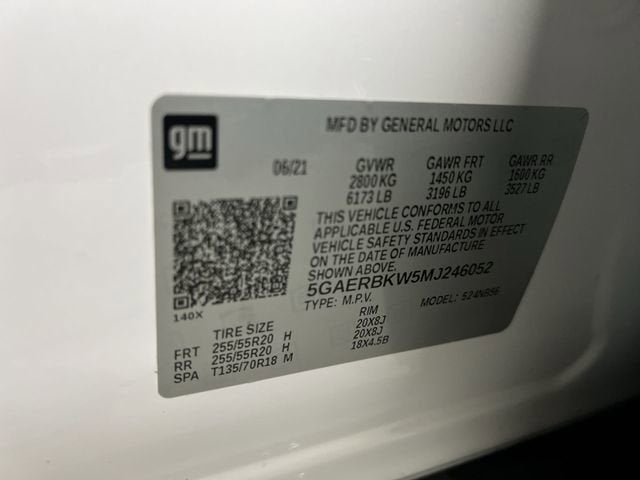 gm
MFD BY GENERAL MOTORS LLC
06/21 GVWR GAWR FRT GAWR RR
2800 KG 1450 KG 1600 KG
6173 LB 3196 LB 3527 LB
THIS VEHICLE CONFORMS TO ALL
APPLICABLE U.S. FEDERAL MOTOR
VEHICLE SAFETY STANDARDS IN EFFECT
ON THE DATE OF MANUFACTURE
SHOWN ABOVE.
5GAERBKW5MJ246052
TYPE: M.P.V. MODEL:
140X
TIRE SIZE RIM
FRT 255/55R20 H 20X8J
RR 255/55R20 H 20X8J
SPA T135/70R18 M 18X4.5B